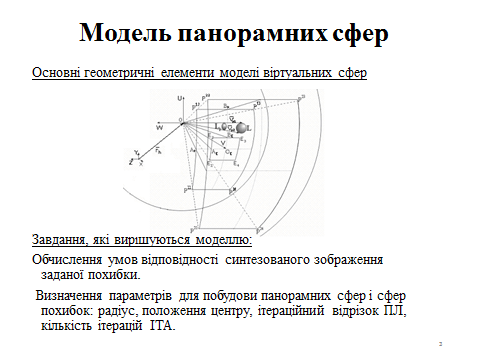 Модель панорамних сфер
Основні геометричні елементи моделі віртуальних сфер
U
W
Завдання, які вирішуються моделлю:
Обчислення умов відповідності синтезованого зображення
заданої похибки.
Визначення параметрів для побудови панорамних сфер і сфер
похибок: радіус, положення центру, ітераційний відрізок ПЛ,
кількість ітерацій ІТА.
2